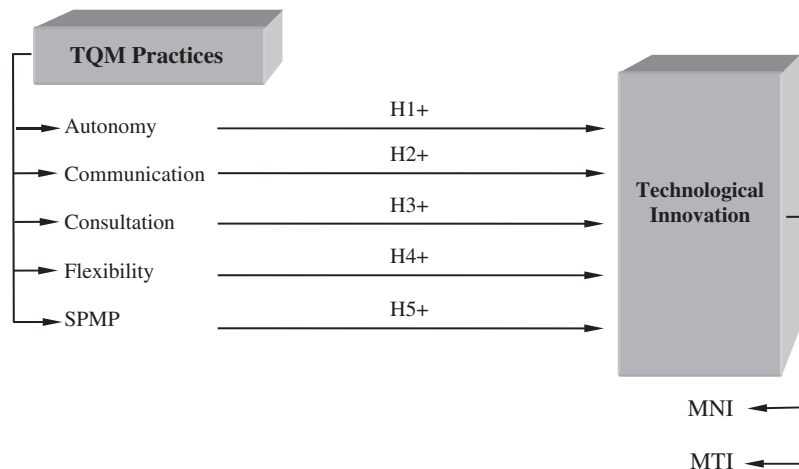 TQM Practices
Autonomy
H1+
Communication
H2+
Consultation
H3+
Flexibility
H4+
SPMP
H5+
Technological
Innovation
MNI
MTI